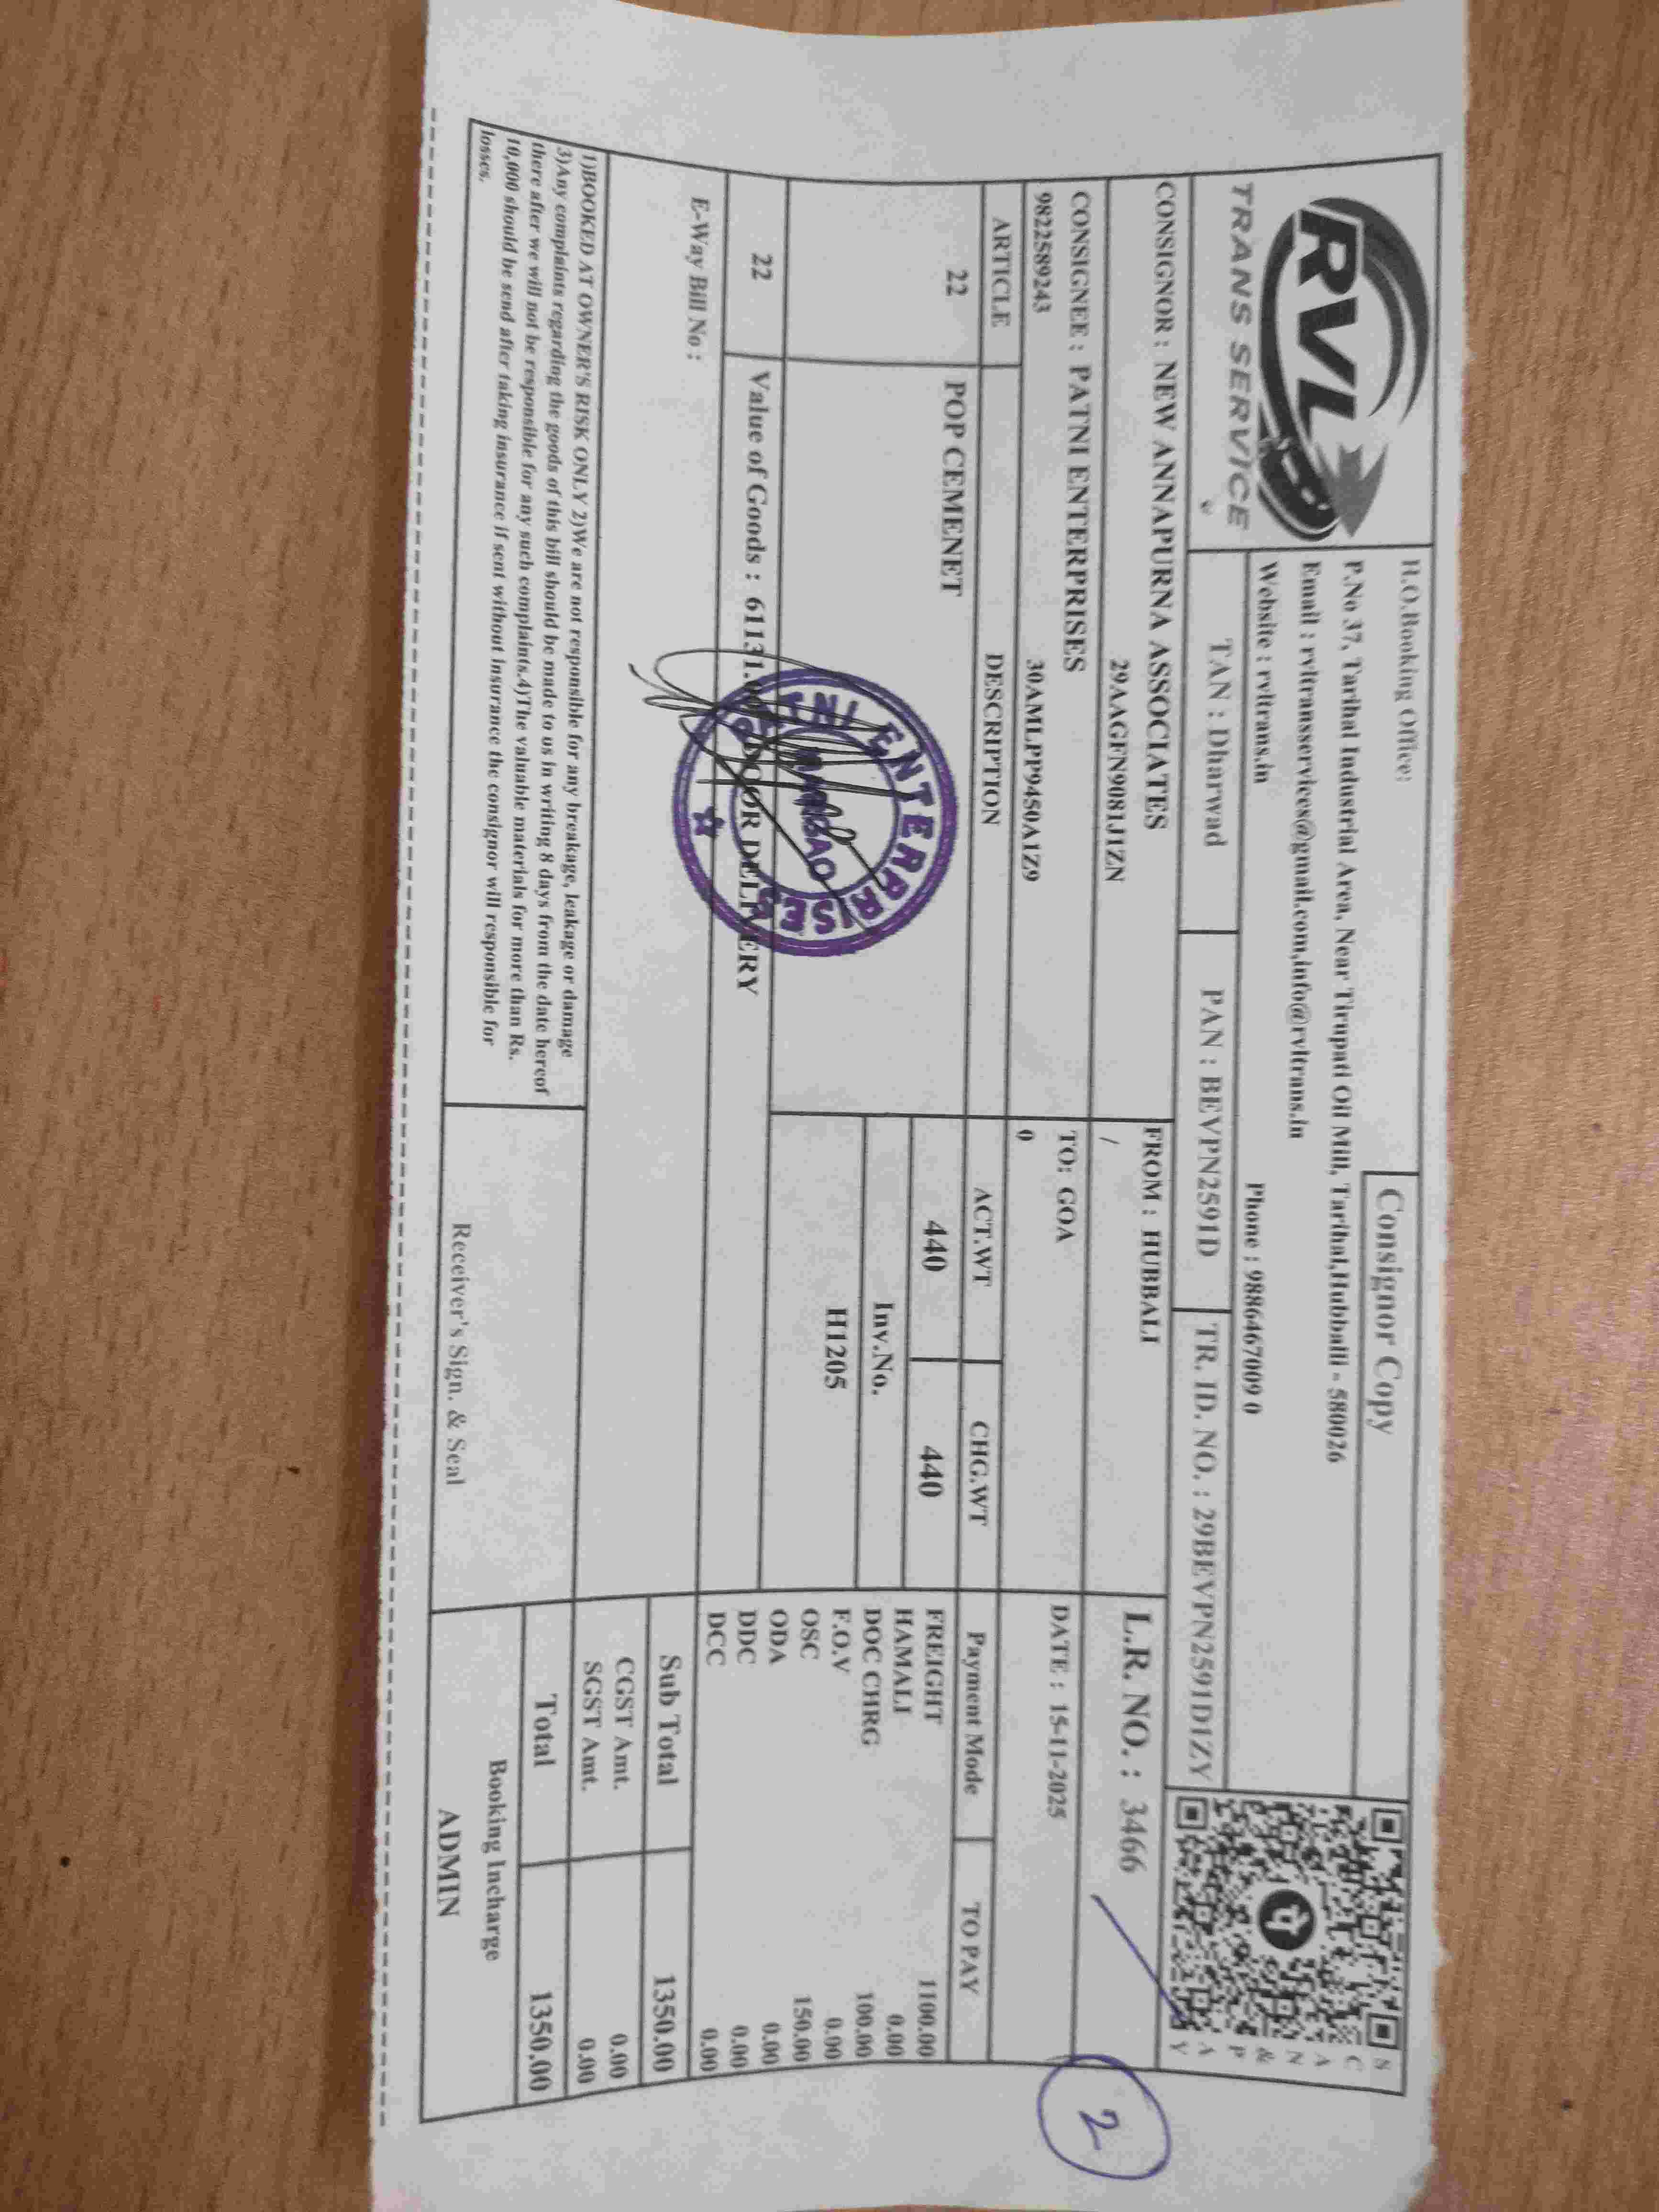 RVL
TRANS SERVICE
H.O.Booking Office:
Consignor Copy
P.No 37, Tarihal Industrial Area, Near Tirupati Oil Mill, Tarihal,Hubballi - 580026
Email : rvltransservices@gmail.com,info@rvltrans.in
Website : rvltrans.in Phone : 9886467009 0
SCAN & PAY
TAN : Dharwad PAN : BEVPN2591D TR. ID. NO. : 29BEVPN2591D1ZY
CONSIGNOR : NEW ANNAPURNA ASSOCIATES FROM : HUBBALI L.R. NO. : 3466
29AAGFN9081J1ZN /
2
CONSIGNEE : PATNI ENTERPRISES TO: GOA DATE : 15-11-2025
9822589243 30AMLPP9450A1Z9 0
ARTICLE DESCRIPTION ACT.WT CHG.WT Payment Mode TO PAY
22 POP CEMENET 440 440 FREIGHT 1100.00
HAMALI 0.00
Inv.No. DOC CHRG 100.00
H1205 F.O.V 0.00
OSC 150.00
ODA 0.00
22 Value of Goods : 61131. DOOR DELIVERY DDC 0.00
DCC 0.00
PATNI ENTERPRISES
E-Way Bill No : Sub Total 1350.00
CGST Amt. 0.00
SGST Amt. 0.00
Total 1350.00
1)BOOKED AT OWNER'S RISK ONLY 2)We are not responsible for any breakage, leakage or damage
3)Any complaints regarding the goods of this bill should be made to us in writing 8 days from the date hereof
there after we will not be responsible for any such complaints.4)The valuable materials for more than Rs.
10,000 should be send after taking insurance if sent without insurance the consignor will responsible for
losses.
Receiver's Sign. & Seal
Booking Incharge
ADMIN